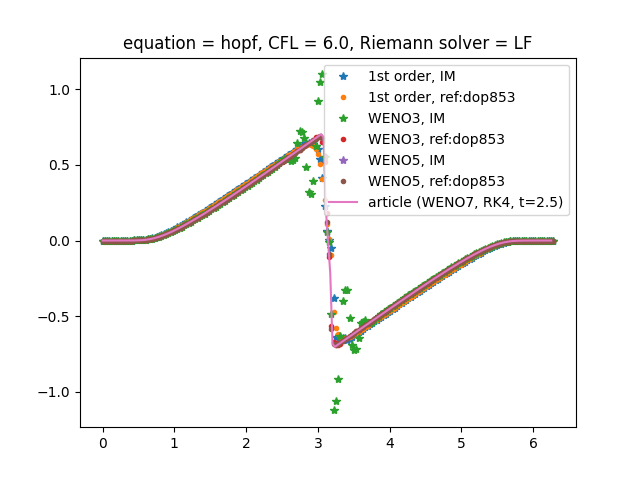 equation = hopf, CFL = 6.0, Riemann solver = LF
1st order, IM
1st order, ref:dop853
WENO3, IM
WENO3, ref:dop853
WENO5, IM
WENO5, ref:dop853
article (WENO7, RK4, t=2.5)
1.0
0.5
0.0
−0.5
−1.0
0 1 2 3 4 5 6